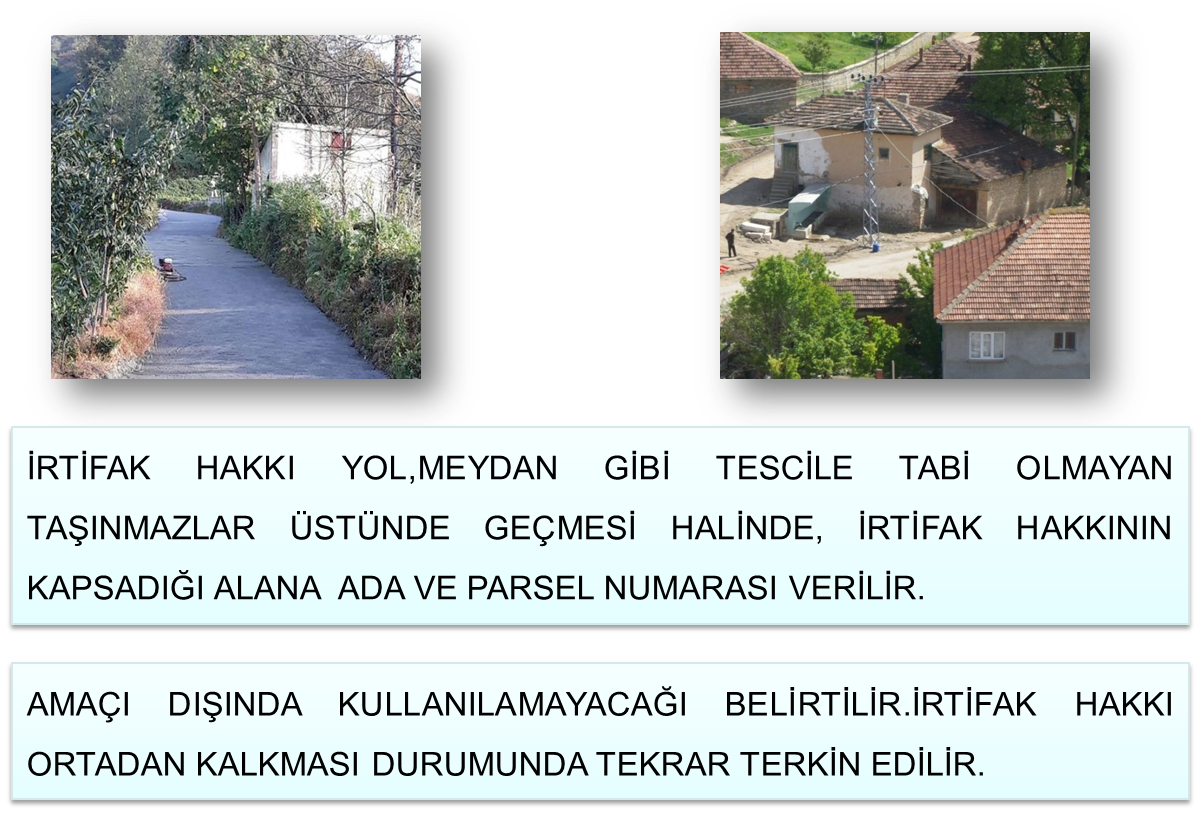 İRTİFAK HAKKI YOL,MEYDAN GİBİ TESCİLE TABİ OLMAYAN
TAŞINMAZLAR ÜSTÜNDE GEÇMESİ HALİNDE, İRTİFAK HAKKININ
KAPSADIĞI ALANA ADA VE PARSEL NUMARASI VERİLİR.
AMAÇI DIŞINDA KULLANILAMAYACAĞI BELİRTİLİR.İRTİFAK HAKKI
ORTADAN KALKMASI DURUMUNDA TEKRAR TERKİN EDİLİR.